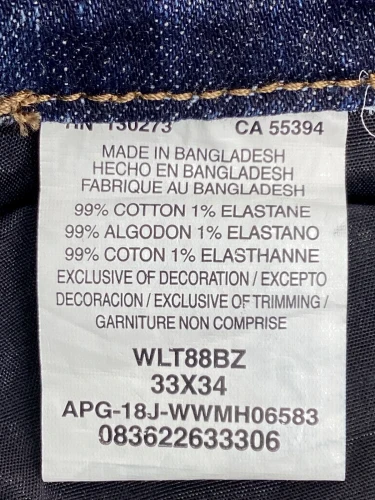 RN 130273 CA 55394
MADE IN BANGLADESH
HECHO EN BANGLADESH
FABRIQUE AU BANGLADESH
99% COTTON 1% ELASTANE
99% ALGODON 1% ELASTANO
99% COTON 1% ELASTHANNE
EXCLUSIVE OF DECORATION / EXCEPTO
DECORACION / EXCLUSIVE OF TRIMMING /
GARNITURE NON COMPRISE
WLT88BZ
33X34
APG-18J-WWMH06583
083622633306